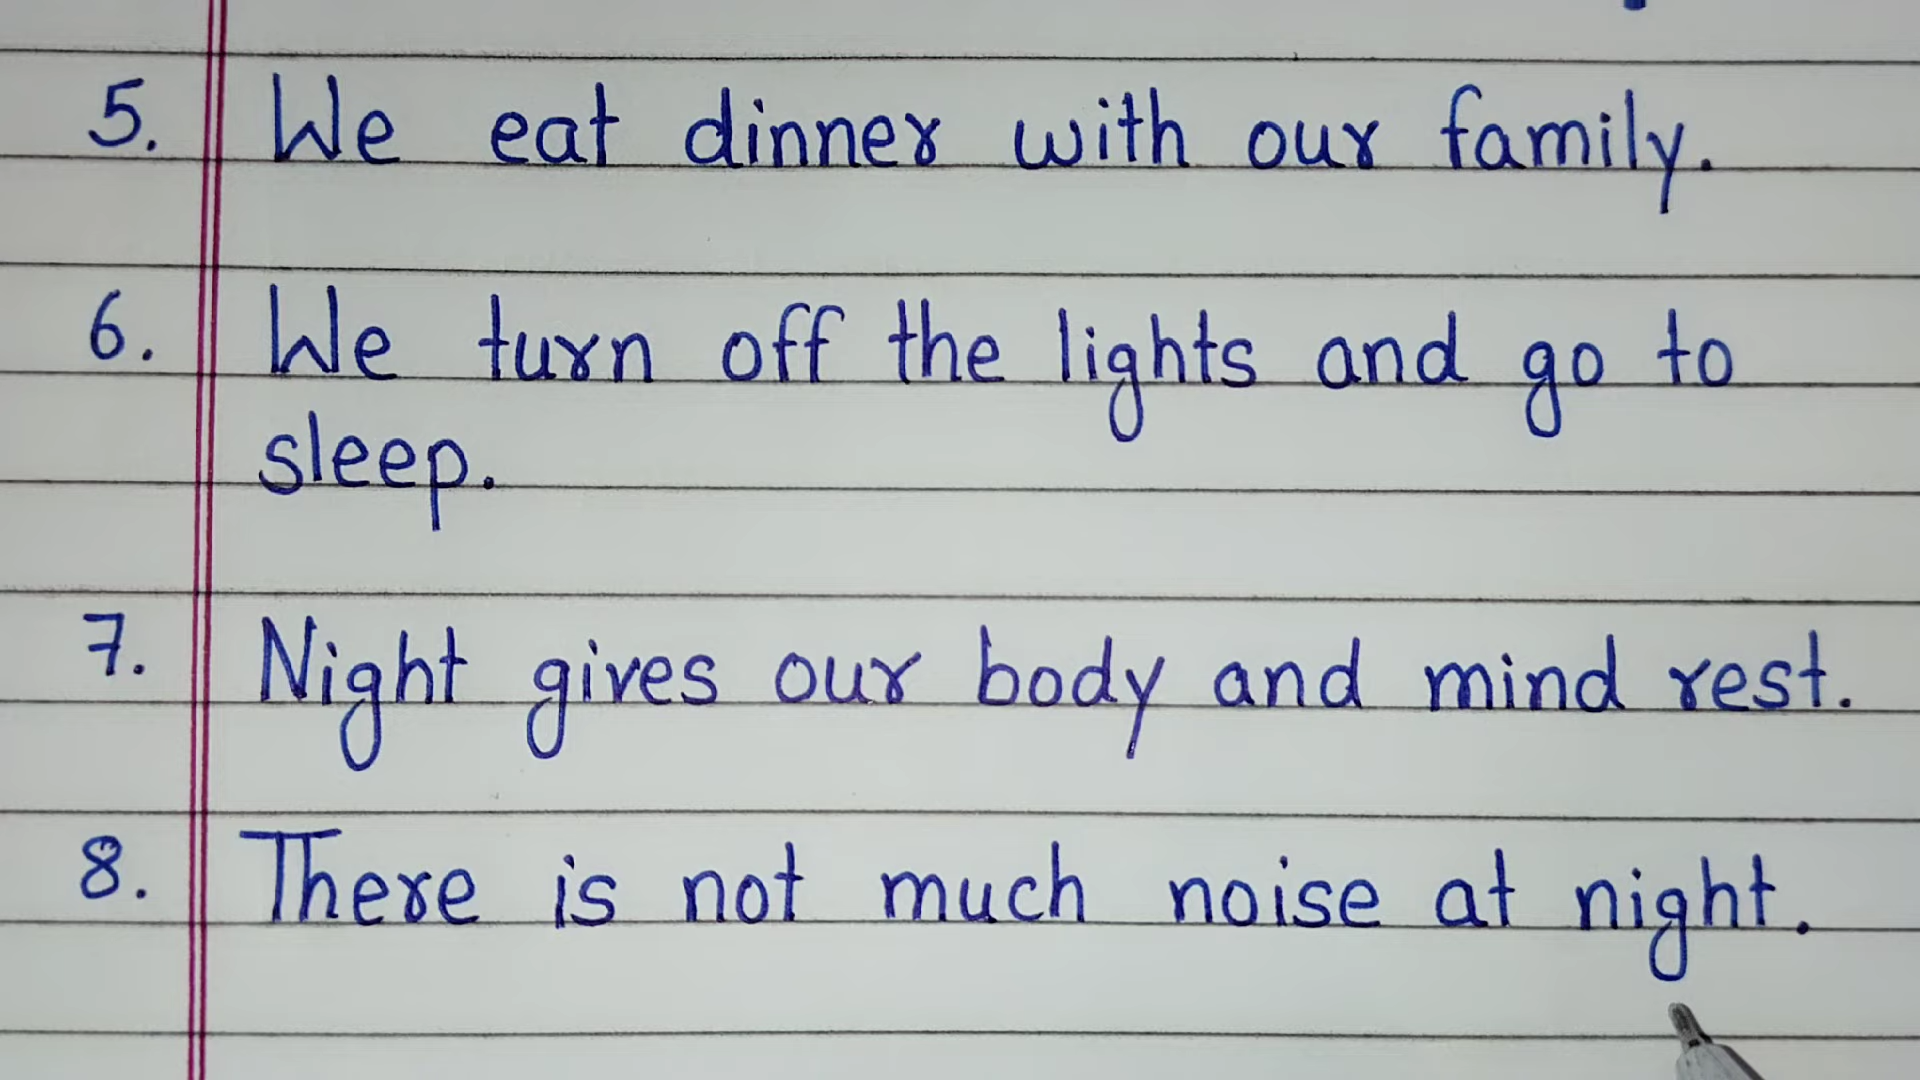 5. We eat dinner with our family.
6. We turn off the lights and go to
sleep.
7. Night gives our body and mind rest.
8. There is not much noise at night.